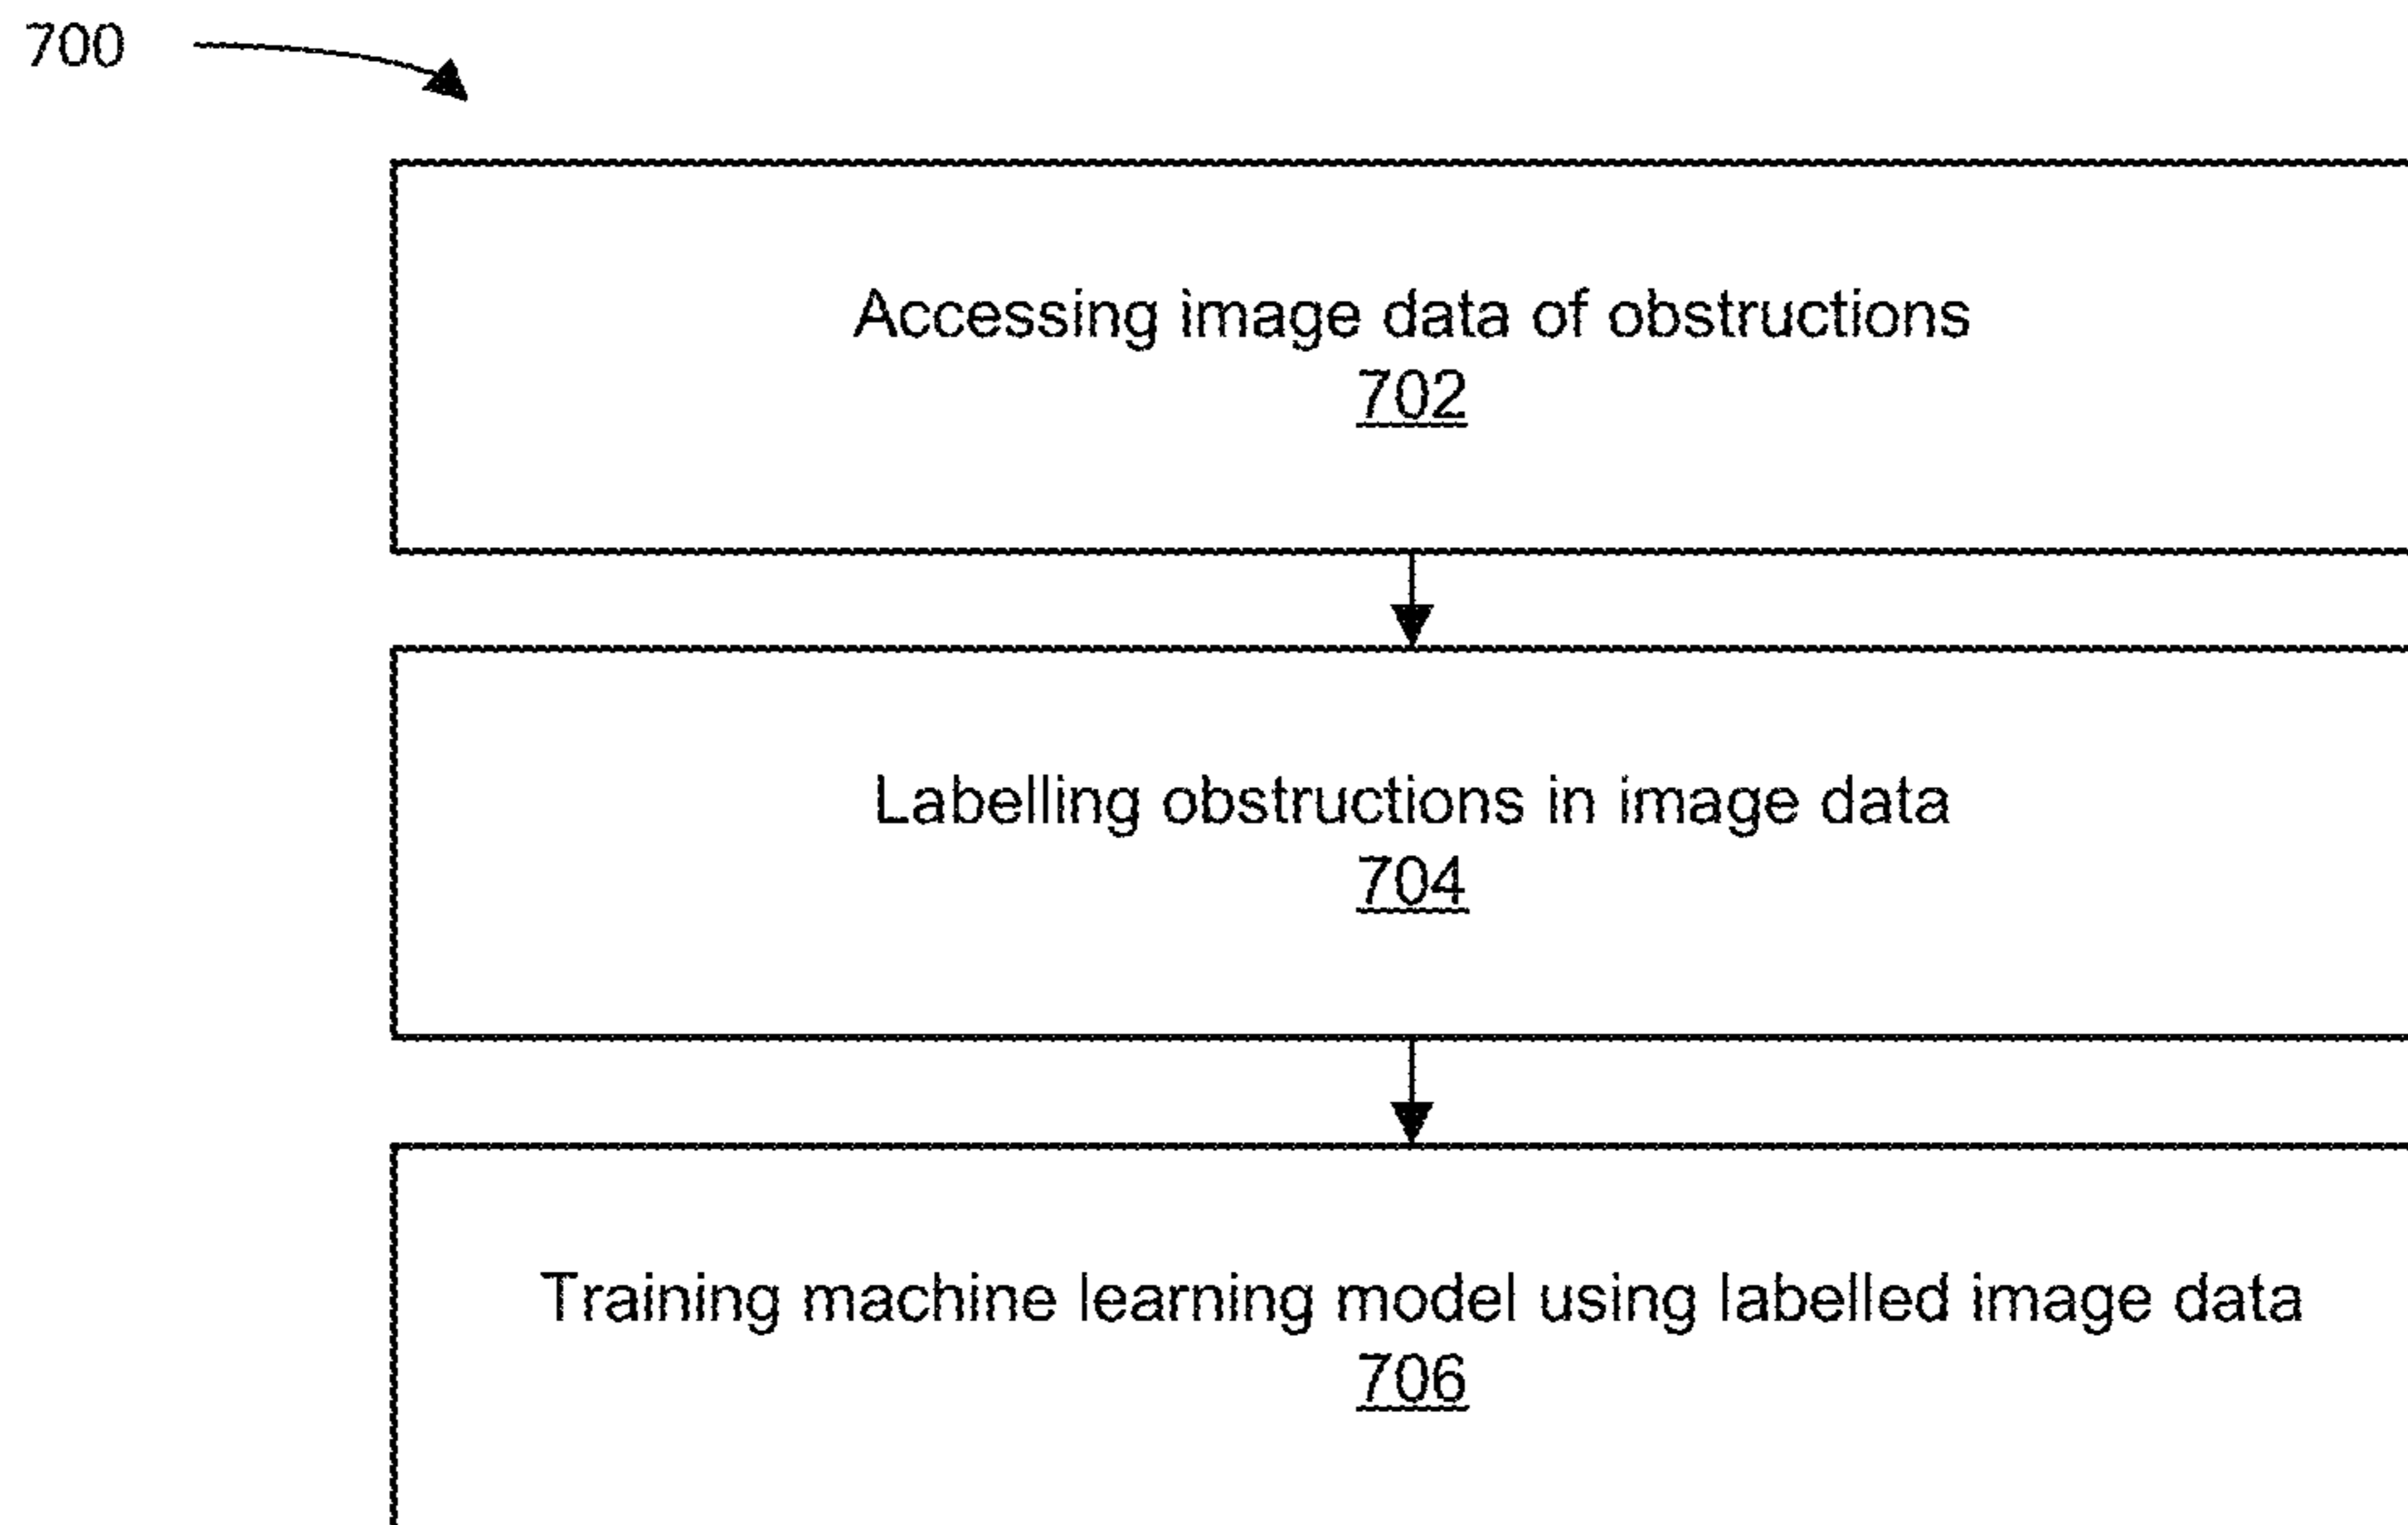 700
Accessing image data of obstructions
702
Labelling obstructions in image data
704
Training machine learning model using labelled image data
706